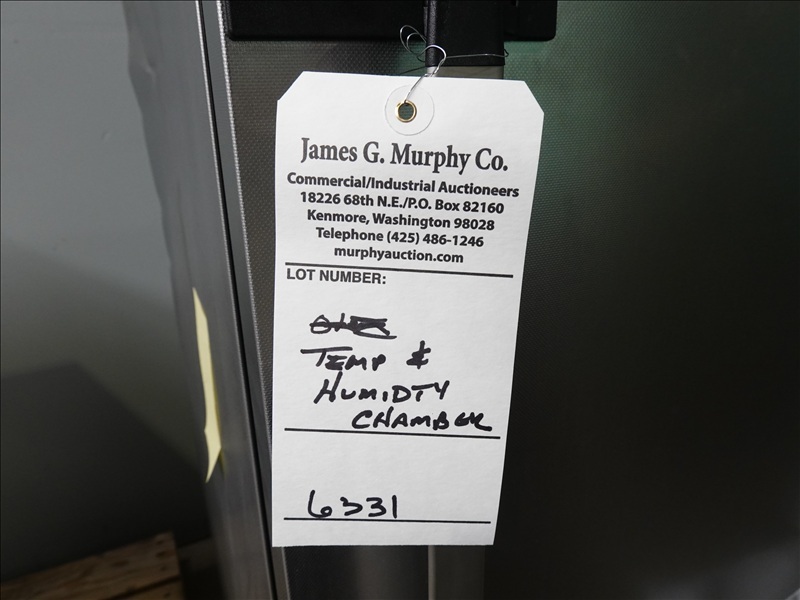 James G. Murphy Co.
Commercial/Industrial Auctioneers
18226 68th N.E./P.O. Box 82160
Kenmore, Washington 98028
Telephone (425) 486-1246
murphyauction.com
LOT NUMBER:
TEMP &
HUMIDTY
CHAMBER
6331